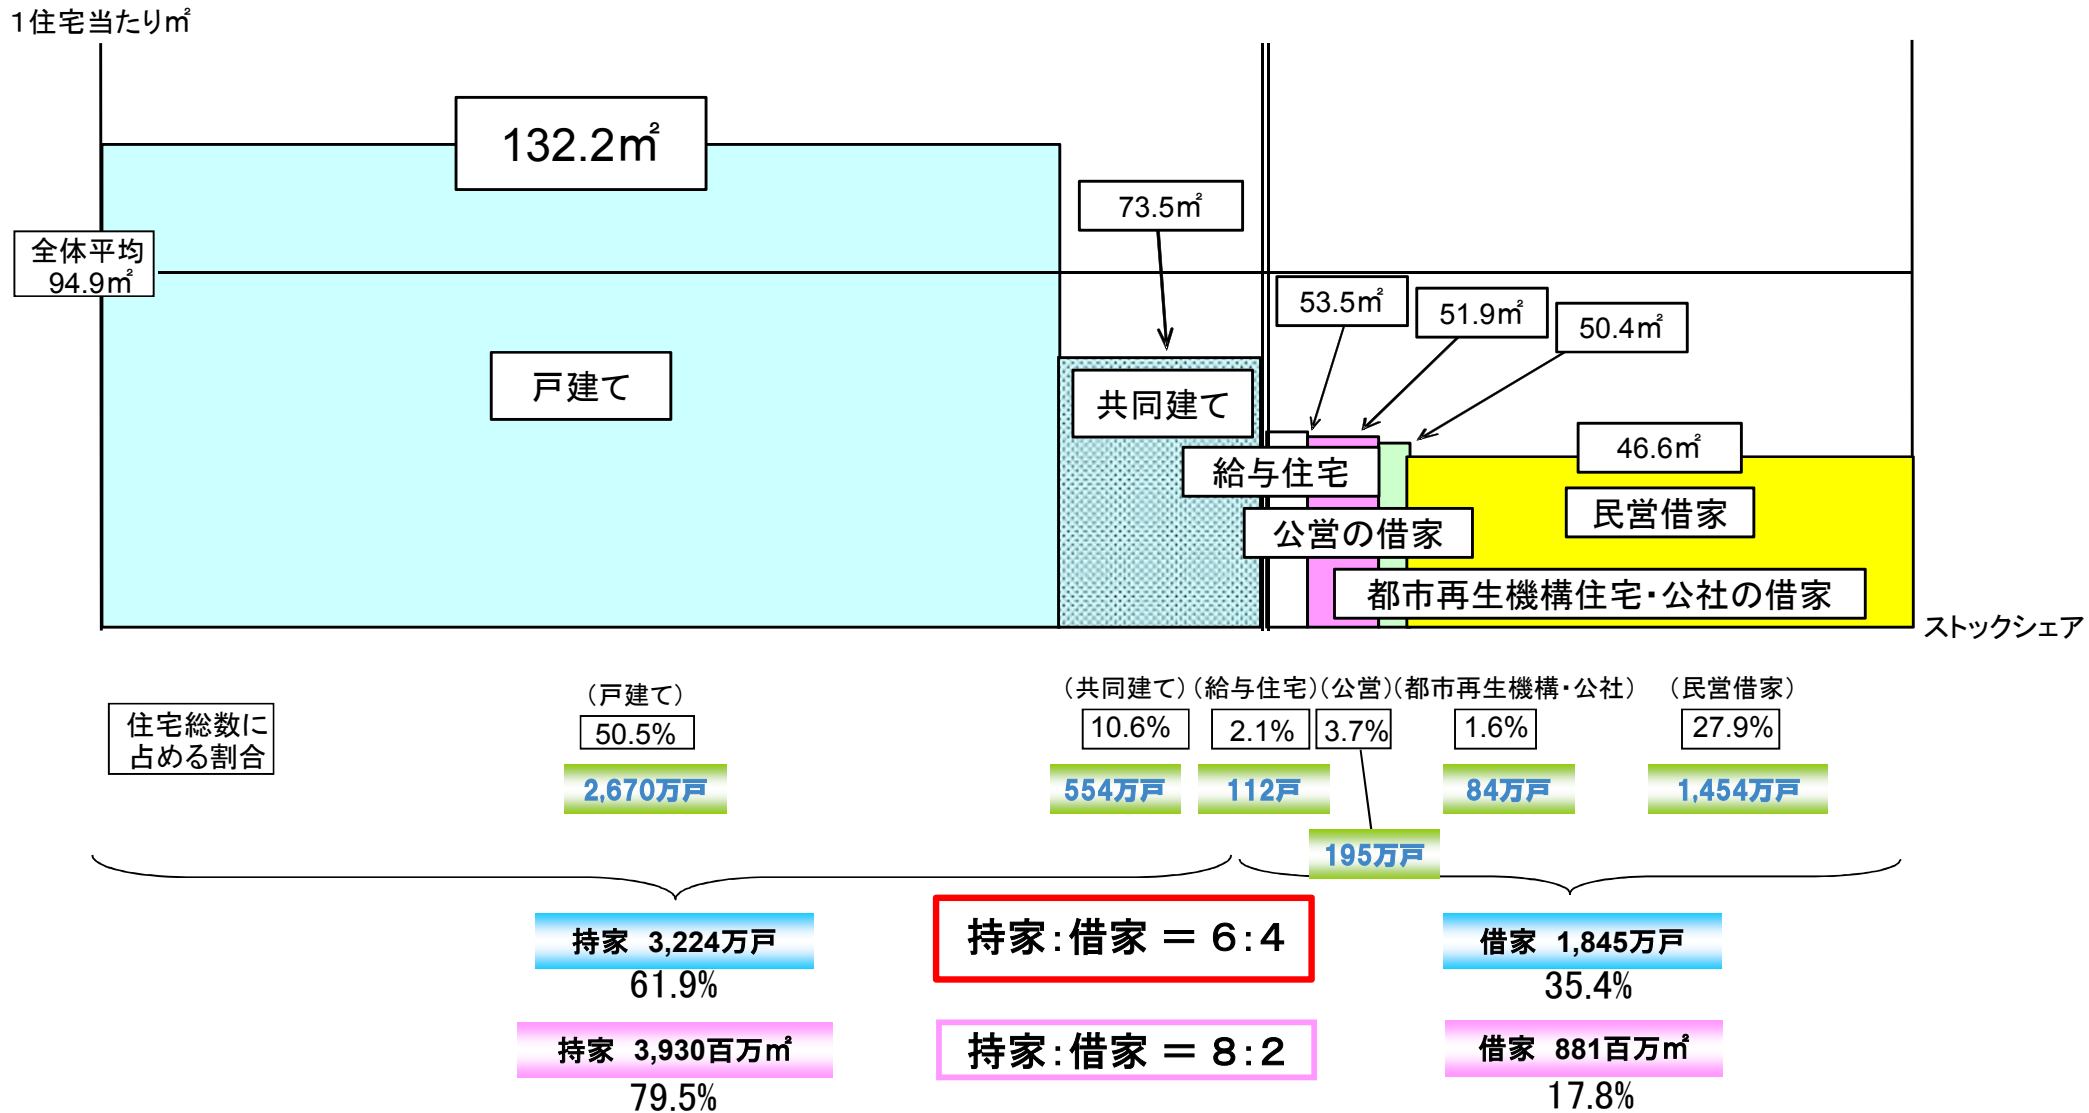 1住宅当たり㎡
132.2㎡
73.5㎡
全体平均
94.9㎡
53.5㎡
51.9㎡
50.4㎡
46.6㎡
戸建て
共同建て
給与住宅
公営の借家
都市再生機構住宅・公社の借家
民営借家
ストックシェア
住宅総数に
占める割合
（戸建て）
（共同建て）
（給与住宅）
（公営）
（都市再生機構・公社）
（民営借家）
50.5%
10.6%
2.1%
3.7%
1.6%
27.9%
2,670万戸
554万戸
112戸
84万戸
1,454万戸
195万戸
持家 3,224万戸
61.9%
持家：借家 ＝ 6：4
借家 1,845万戸
35.4%
持家 3,930百万㎡
79.5%
持家：借家 ＝ 8：2
借家 881百万㎡
17.8%